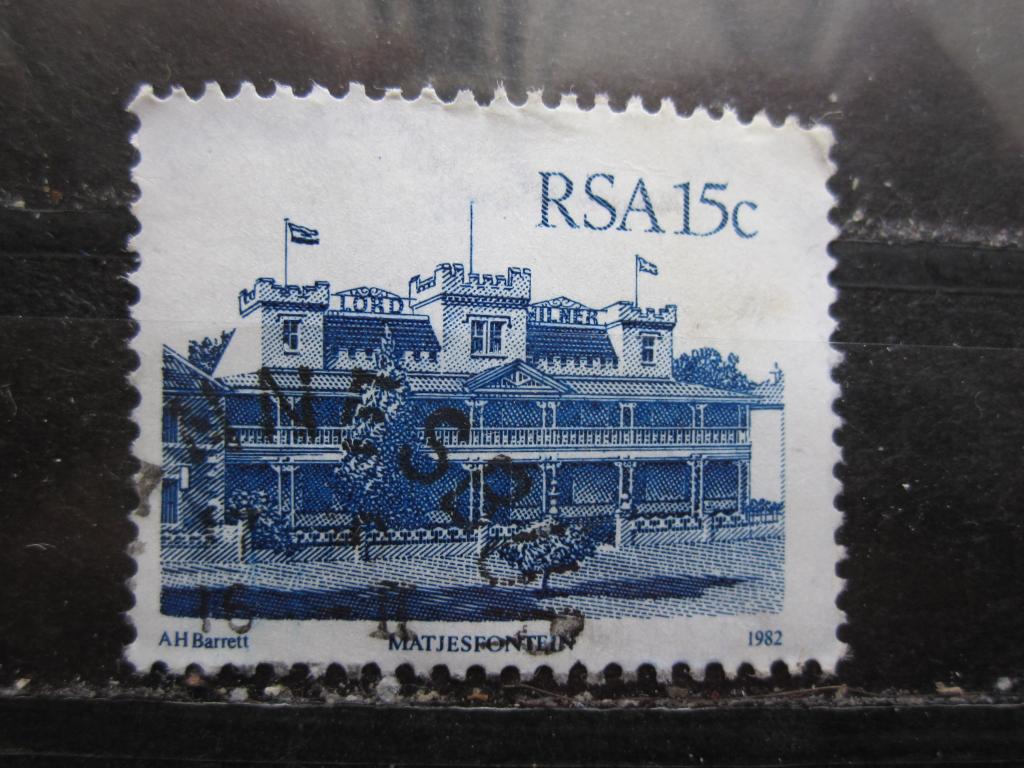 RSA 15c
LORD MILNER
A H Barrett MATJESFONTEIN 1982